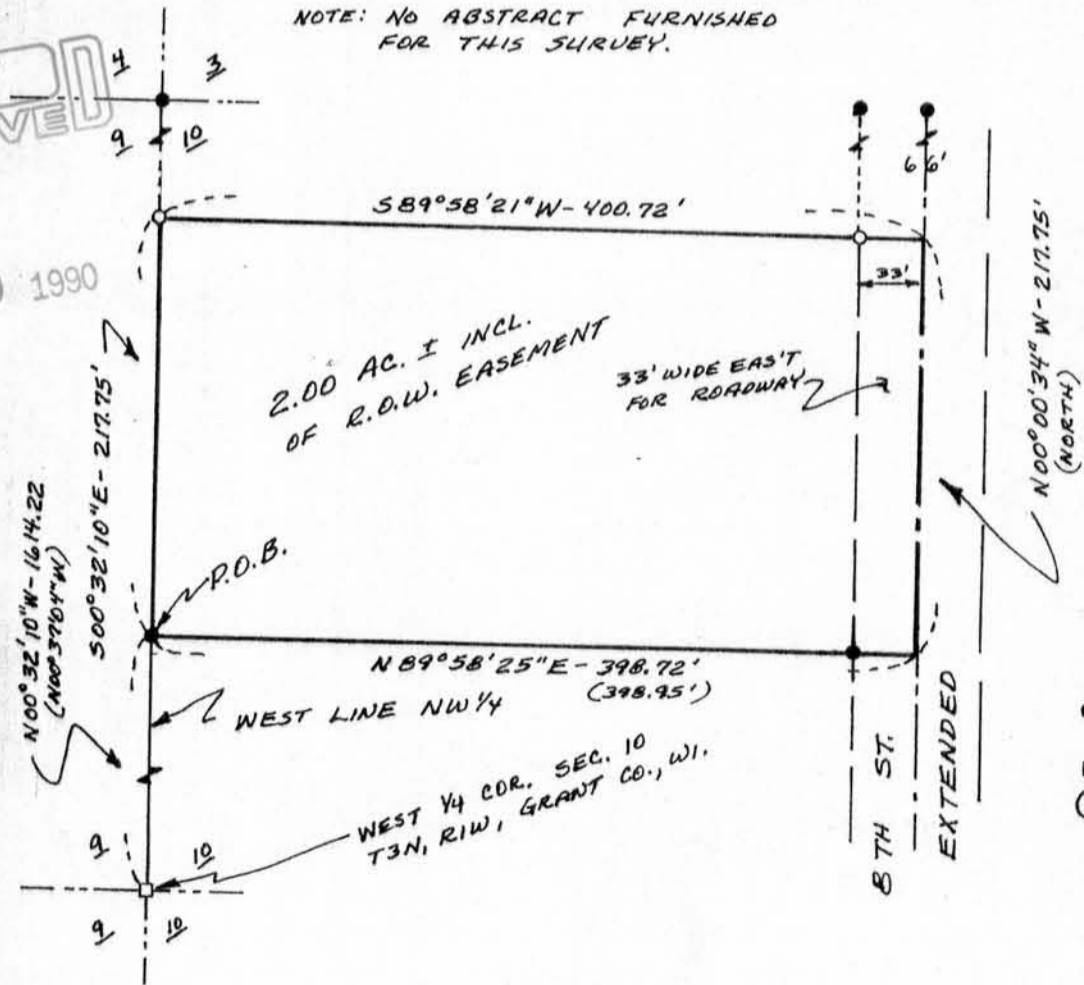 NOTE: NO ABSTRACT FURNISHED
FOR THIS SURVEY.
4 3
9 10
VED
1990
66'
S89°58'21"W-400.72'
33'
2.00 AC. ± INCL.
OF R.O.W. EASEMENT
33' WIDE EAS'T
FOR ROADWAY
N00°00'34"W-217.75'
(NORTH)
S00°32'10"E-217.75'
N00°32'10"W-1614.22
(N00°37'04"W)
P.O.B.
N89°58'25"E-398.72'
(398.95')
WEST LINE NW 1/4
WEST 1/4 COR. SEC. 10
T3N, R1W, GRANT CO., WI.
8TH ST.
EXTENDED
9 10
9 10